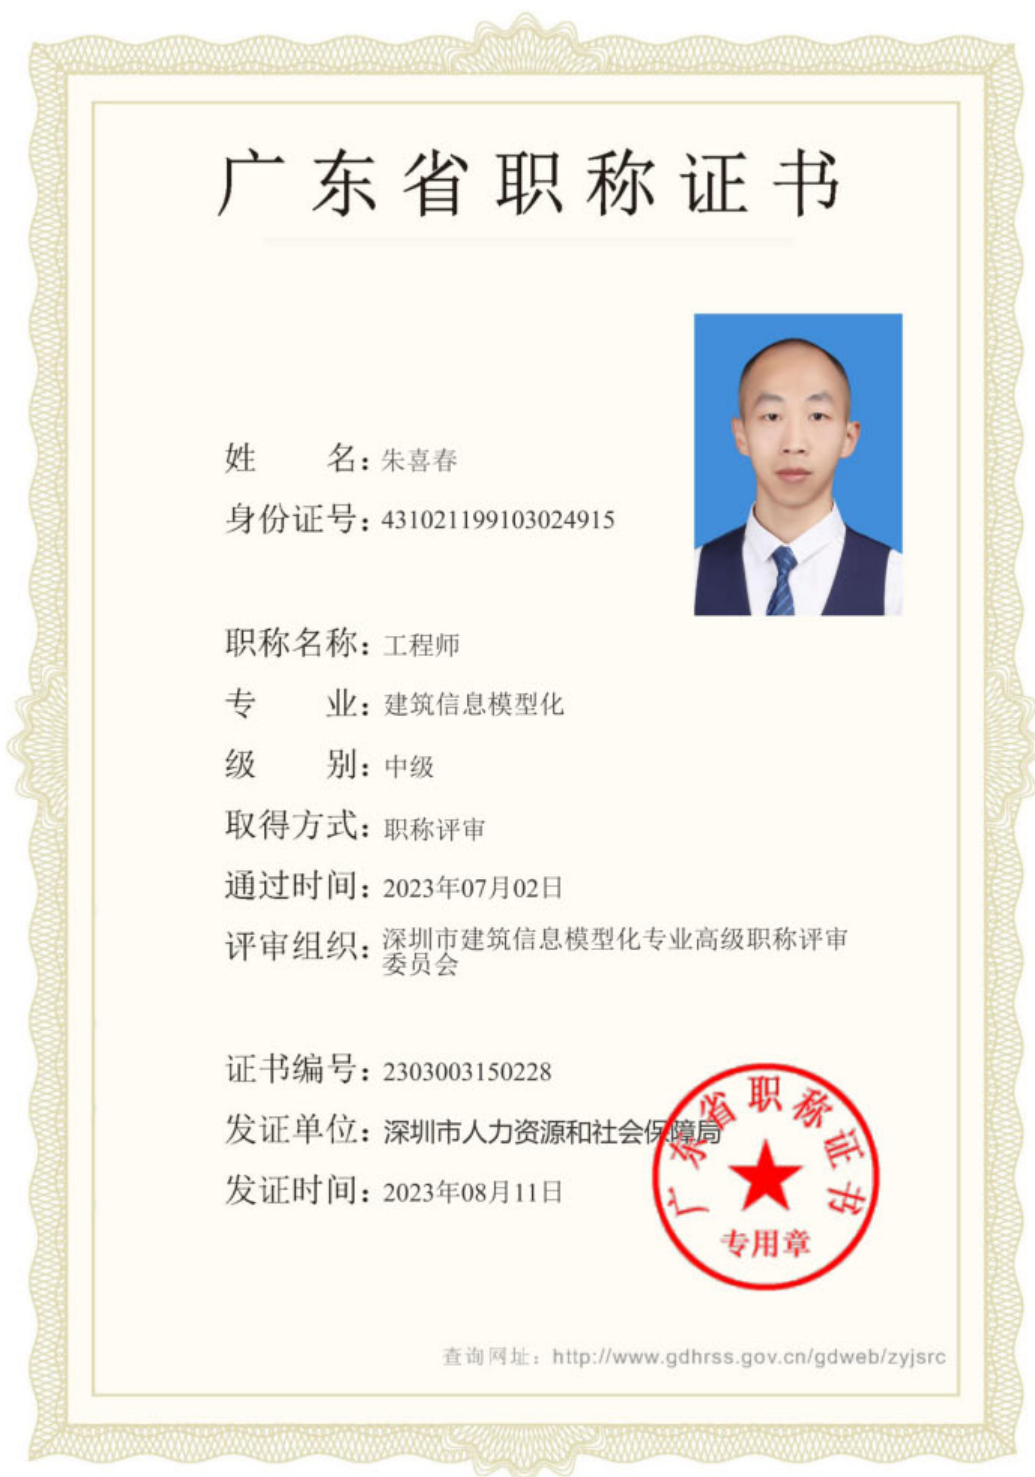 广东省职称证书
姓名：朱喜春
身份证号：431021199103024915
职称名称：工程师
专业：建筑信息模型化
级别：中级
取得方式：职称评审
通过时间：2023年07月02日
评审组织：深圳市建筑信息模型化专业高级职称评审
委员会
证书编号：2303003150228
发证单位：深圳市人力资源和社会保障局
发证时间：2023年08月11日
广东省职称证书
专用章
查询网址：http://www.gdhrss.gov.cn/gdweb/zyjsrc